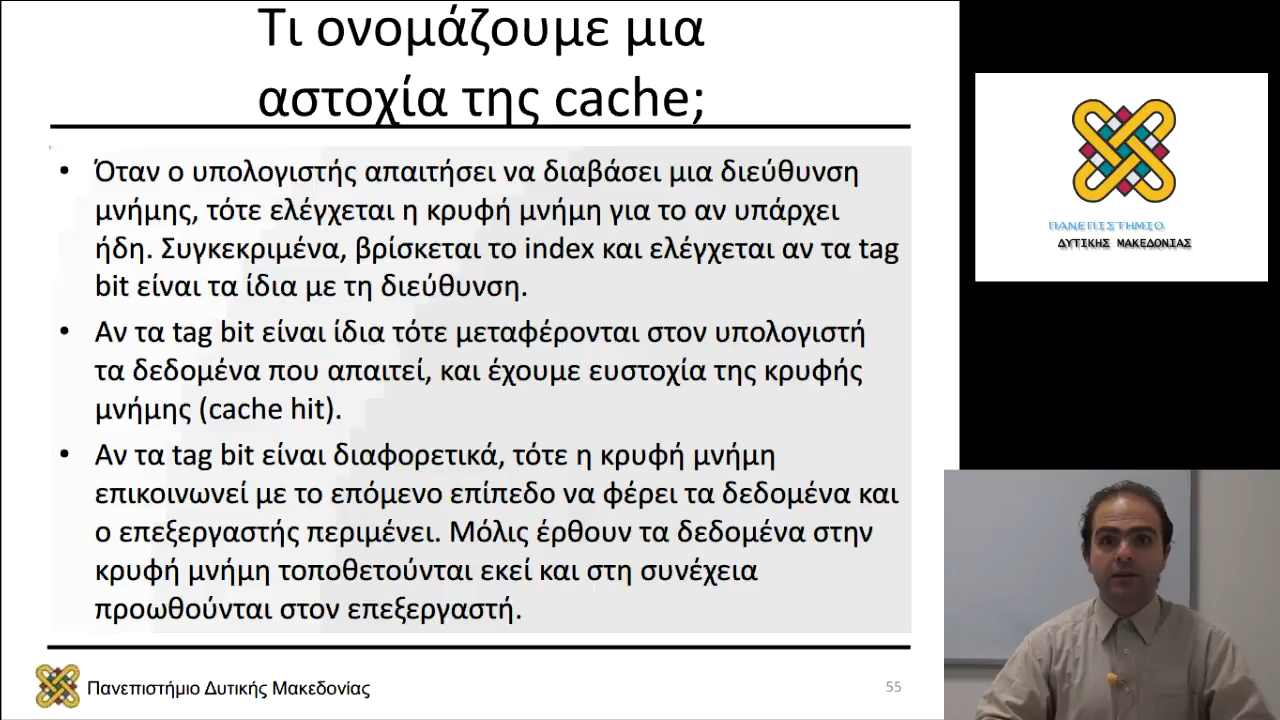 Τι ονομάζουμε μια
αστοχία της cache;
• Όταν ο υπολογιστής απαιτήσει να διαβάσει μια διεύθυνση
μνήμης, τότε ελέγχεται η κρυφή μνήμη για το αν υπάρχει
ήδη. Συγκεκριμένα, βρίσκεται το index και ελέγχεται αν τα tag
bit είναι τα ίδια με τη διεύθυνση.
• Αν τα tag bit είναι ίδια τότε μεταφέρονται στον υπολογιστή
τα δεδομένα που απαιτεί, και έχουμε ευστοχία της κρυφής
μνήμης (cache hit).
• Αν τα tag bit είναι διαφορετικά, τότε η κρυφή μνήμη
επικοινωνεί με το επόμενο επίπεδο να φέρει τα δεδομένα και
ο επεξεργαστής περιμένει. Μόλις έρθουν τα δεδομένα στην
κρυφή μνήμη τοποθετούνται εκεί και στη συνέχεια
προωθούνται στον επεξεργαστή.
Πανεπιστήμιο Δυτικής Μακεδονίας
55
ΠΑΝΕΠΙΣΤΗΜΙΟ
ΔΥΤΙΚΗΣ ΜΑΚΕΔΟΝΙΑΣ